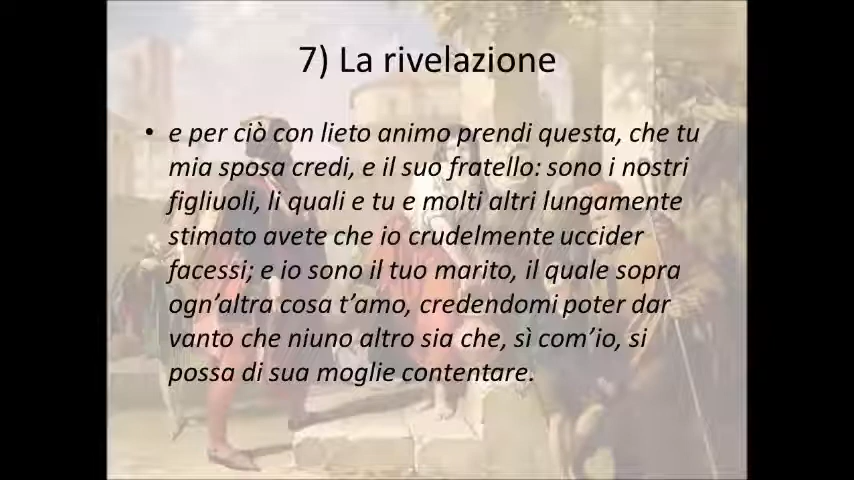 7) La rivelazione
• e per ciò con lieto animo prendi questa, che tu
mia sposa credi, e il suo fratello: sono i nostri
figliuoli, li quali e tu e molti altri lungamente
stimato avete che io crudelmente uccider
facessi; e io sono il tuo marito, il quale sopra
ogn’altra cosa t’amo, credendomi poter dar
vanto che niuno altro sia che, sì com’io, si
possa di sua moglie contentare.